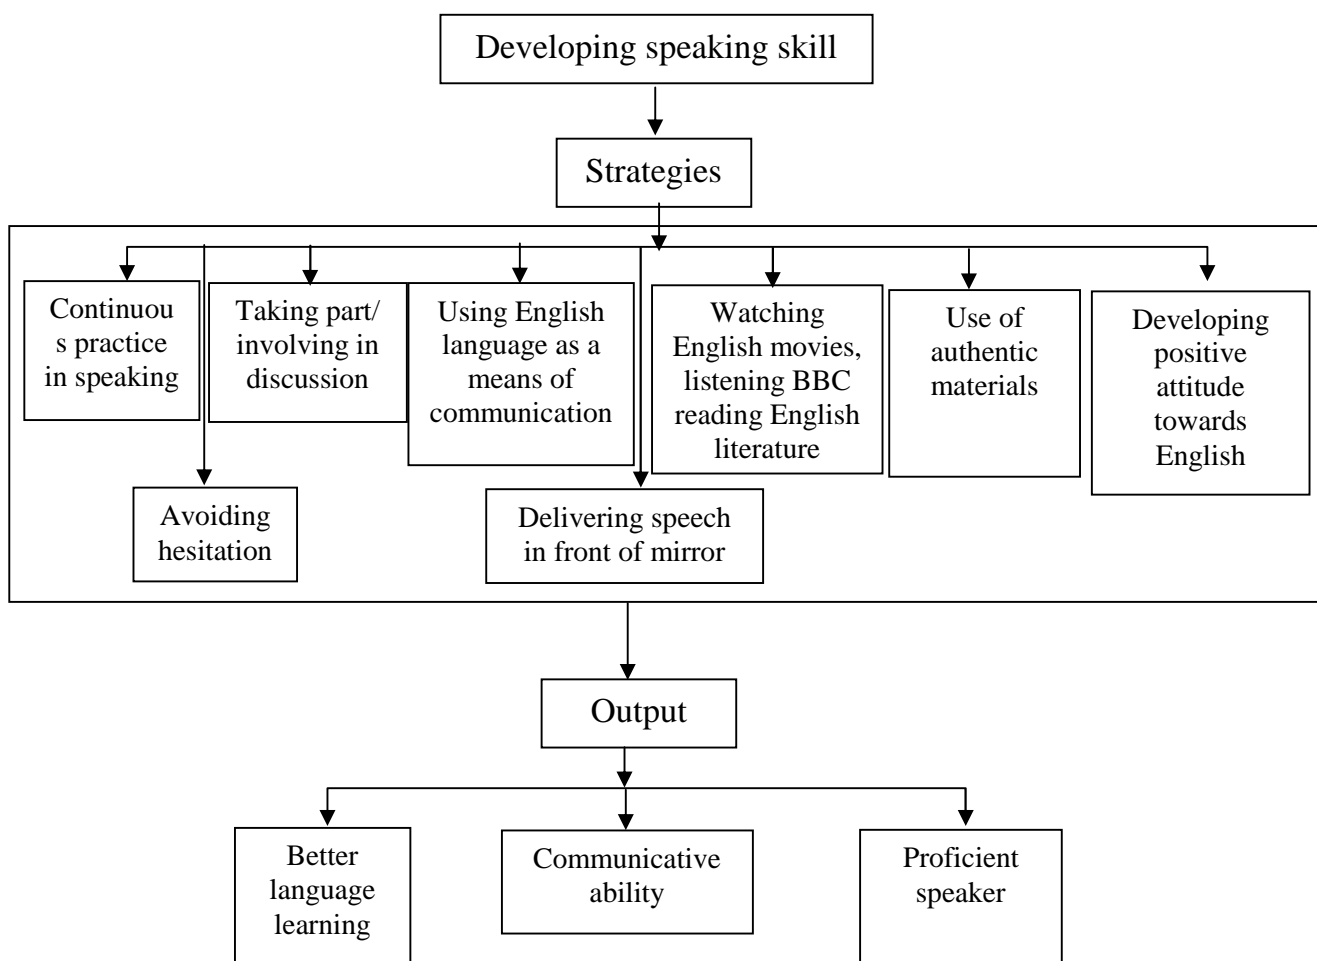 Developing speaking skill
Strategies
Continuou
s practice
in speaking
Taking part/
involving in
discussion
Using English
language as a
means of
communication
Watching
English movies,
listening BBC
reading English
literature
Use of
authentic
materials
Developing
positive
attitude
towards
English
Avoiding
hesitation
Delivering speech
in front of mirror
Output
Better
language
learning
Communicative
ability
Proficient
speaker